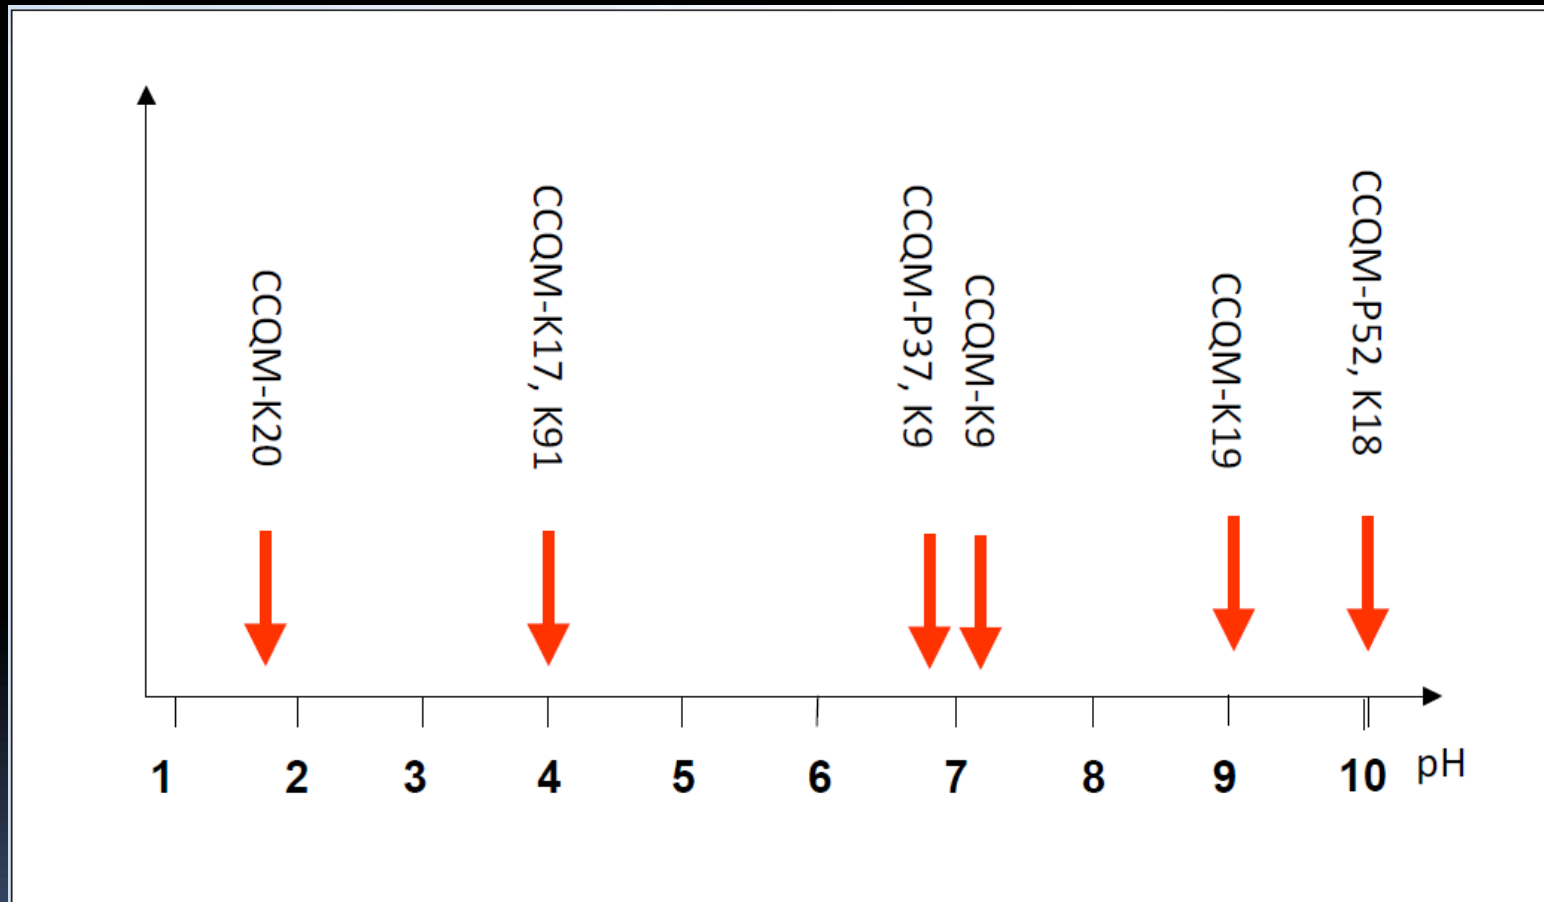 CCQM-K20
CCQM-K17, K91
CCQM-P37, K9
CCQM-K9
CCQM-K19
CCQM-P52, K18
1 2 3 4 5 6 7 8 9 10 pH